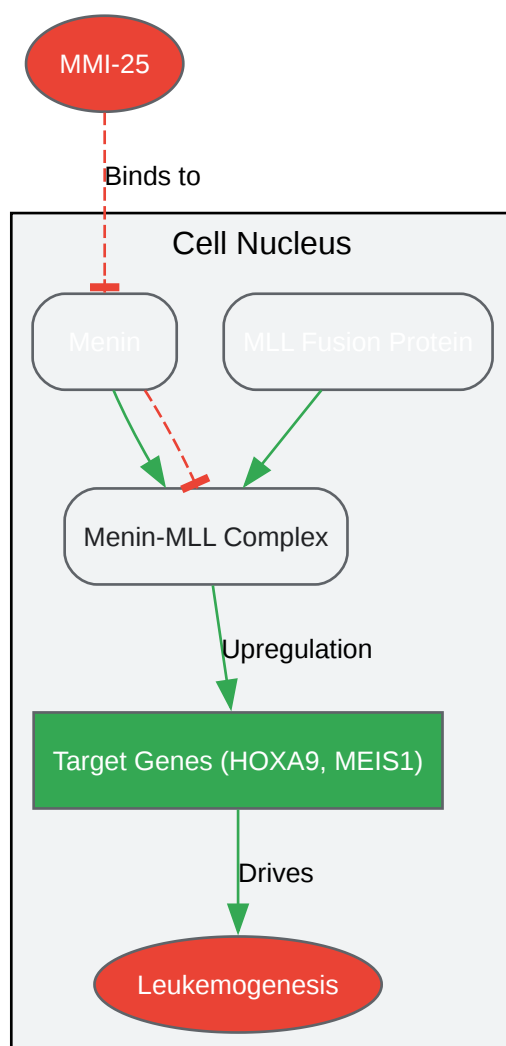 MMI-25
Binds to
Cell Nucleus
Menin
MLL Fusion Protein
Menin-MLL Complex
Upregulation
Target Genes (HOXA9, MEIS1)
Drives
Leukemogenesis